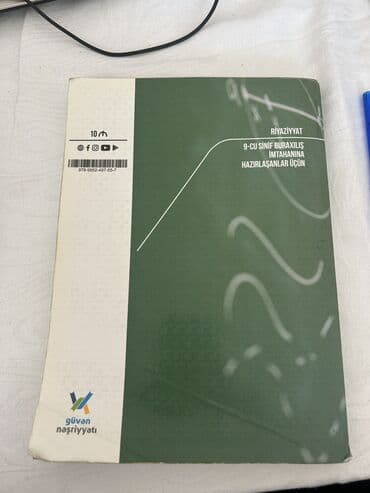 10 ₼
RİYAZİYYAT
9-CU SİNİF BURAXILIŞ
İMTAHANINA
HAZIRLAŞANLAR ÜÇÜN
güvən
nəşriyyatı